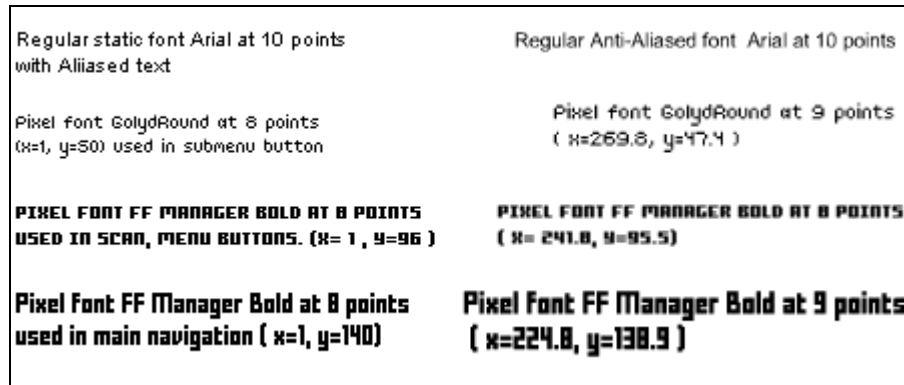 Regular static font Arial at 10 points
with Aliiased text
Regular Anti-Aliased font Arial at 10 points
Pixel font GolydRound at 8 points
(x=1, y=50) used in submenu button
Pixel font GolydRound at 9 points
( x=269.8, y=47.4 )
PIXEL FONT FF MANAGER BOLD AT 8 POINTS
USED IN SCAN, MENU BUTTONS. (X= 1 , Y=96 )
PIXEL FONT FF MANAGER BOLD AT 8 POINTS
( X= 241.8, Y=95.5)
Pixel Font FF Manager Bold at 8 points
used in main navigation ( x=1, y=140)
Pixel Font FF Manager Bold at 9 points
( x=224.8, y=138.9 )